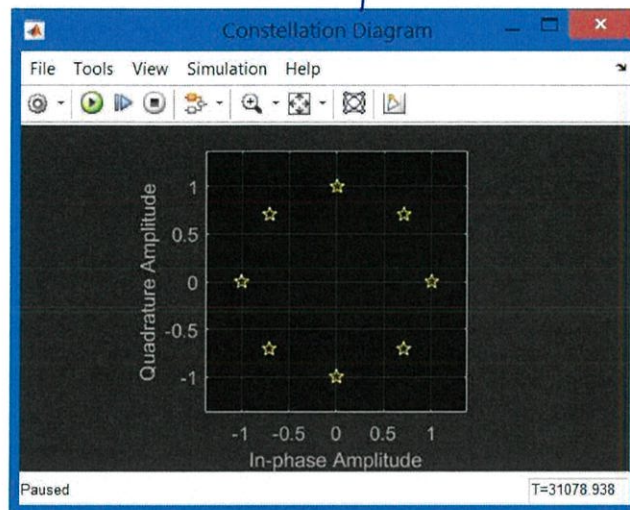 Constellation Diagram
File Tools View Simulation Help
Quadrature Amplitude
1
0.5
0
-0.5
-1
-1 -0.5 0 0.5 1
In-phase Amplitude
Paused T=31078.938